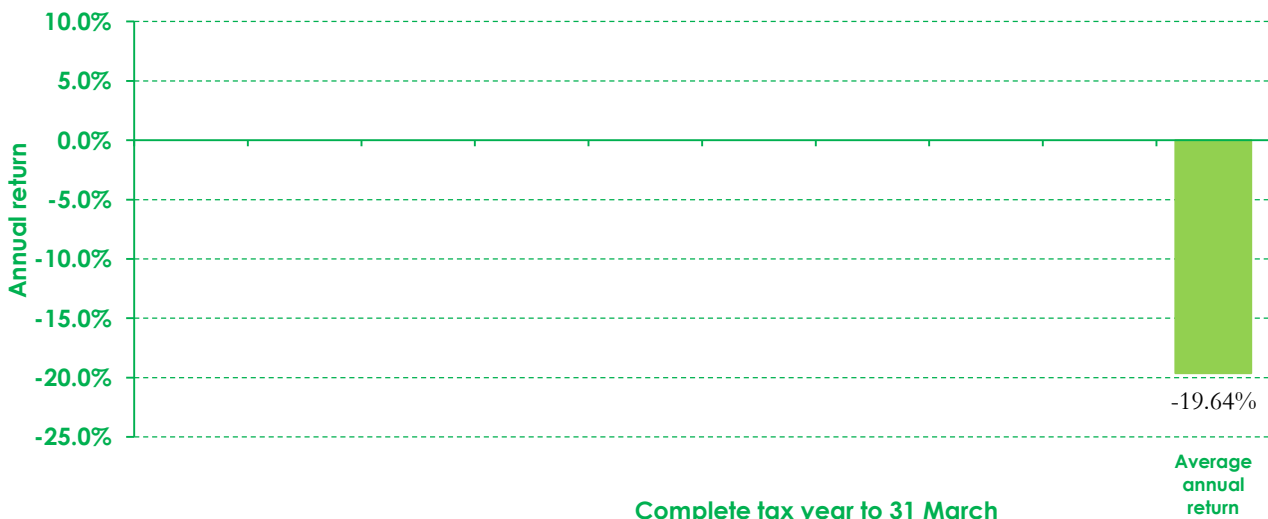 10.0%
5.0%
0.0%
-5.0%
-10.0%
-15.0%
-20.0%
-25.0%
Annual return
-19.64%
Average
annual
return
Complete tax year to 31 March